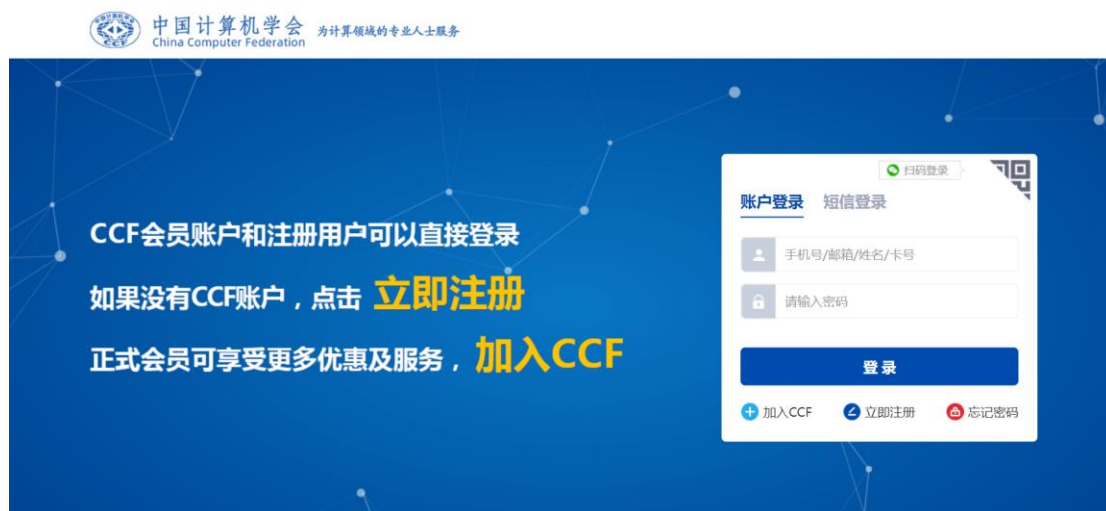 中国计算机学会
China Computer Federation
为计算领域的专业人士服务
CCF
扫码登录
账户登录 短信登录
手机号/邮箱/姓名/卡号
请输入密码
登录
加入CCF 立即注册 忘记密码
CCF会员账户和注册用户可以直接登录
如果没有CCF账户，点击 立即注册
正式会员可享受更多优惠及服务，加入CCF